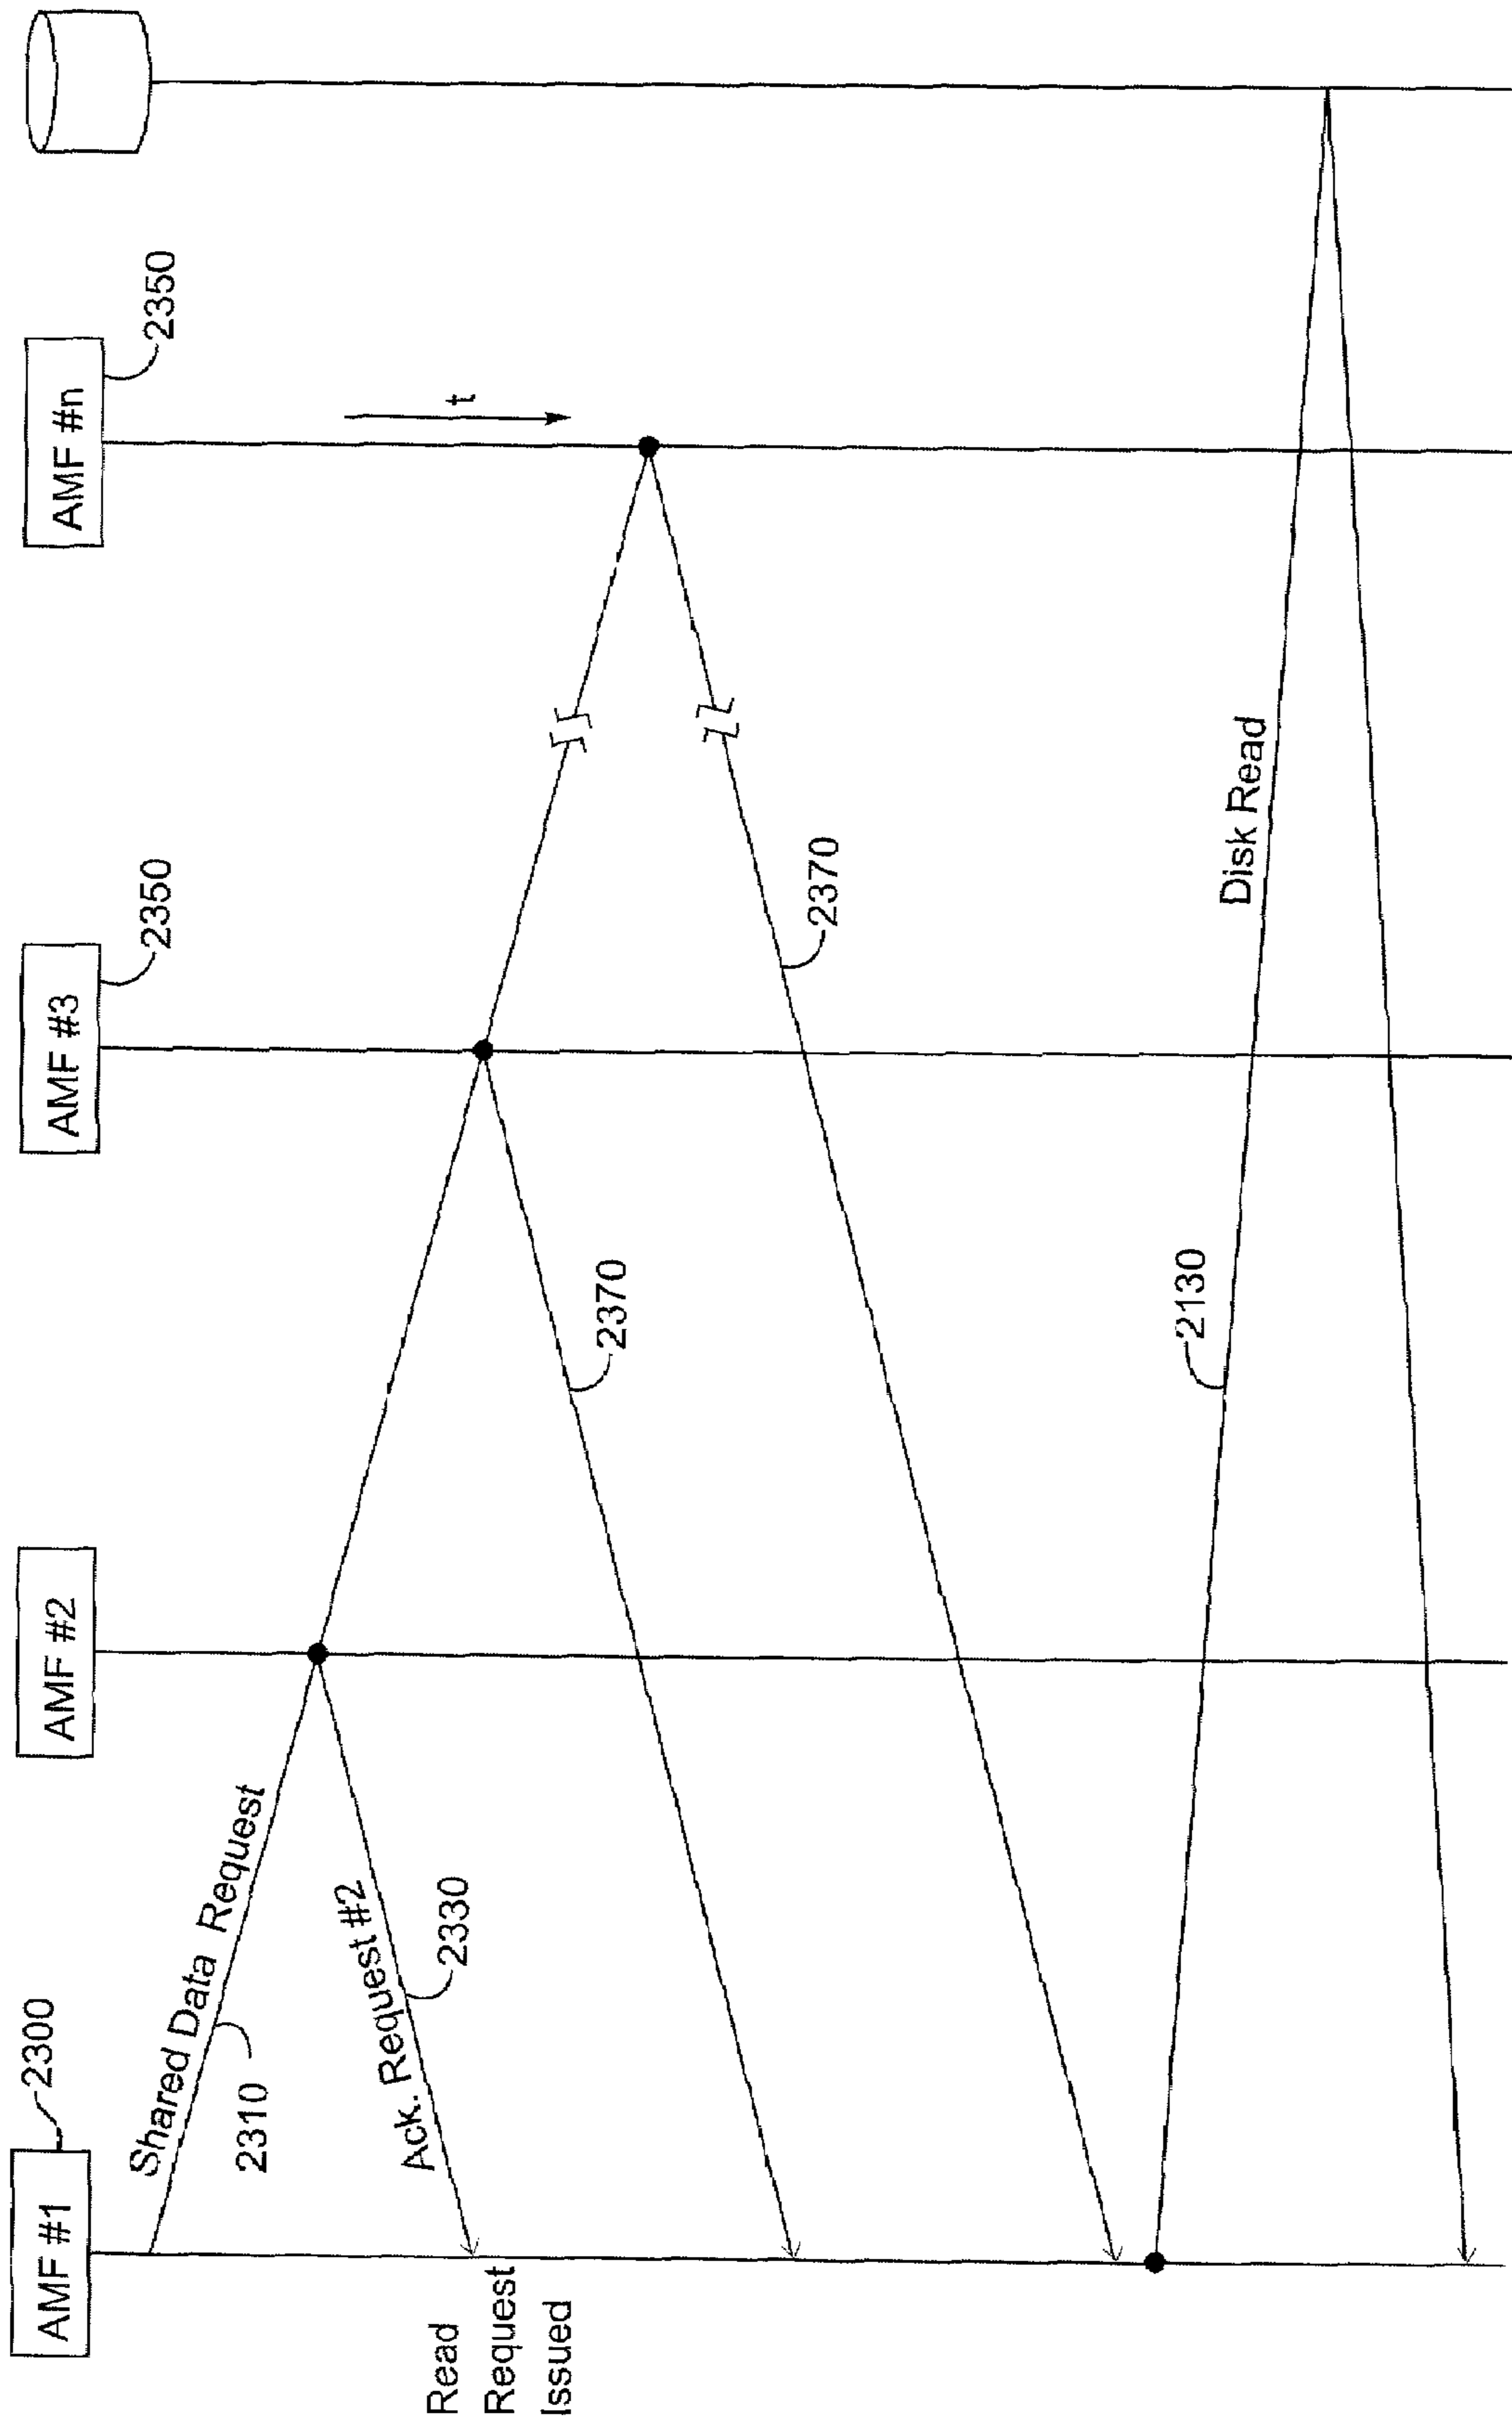 AMF #1
2300
AMF #2
AMF #3
2350
AMF #n
2350
t
Shared Data Request
2310
Ack. Request #2
2330
Read
Request
Issued
2370
2370
2130
Disk Read